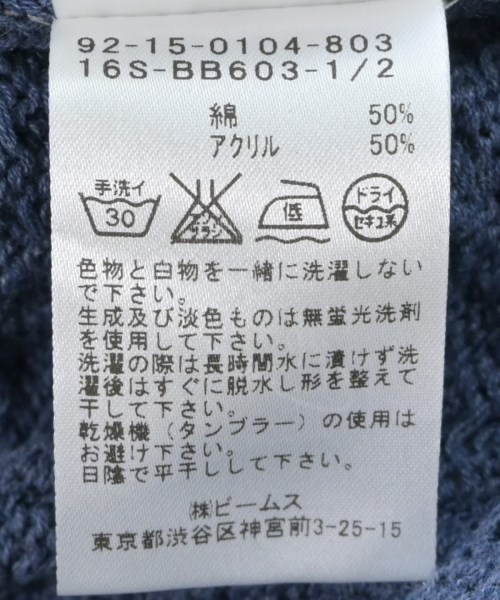 92-15-0104-803
16S-BB603-1/2
綿 50%
アクリル 50%
手洗イ 30 エンソサラシ 低 ドライ セキユ系
色物と白物を一緒に洗濯しない
で下さい。
生成及び淡色ものは無蛍光洗剤
を使用して下さい。
洗濯の際は長時間水に漬けず洗
濯後はすぐに脱水し形を整えて
干して下さい。
乾燥機（タンブラー）の使用は
お避け下さい。
日陰で平干しして下さい。
㈱ビームス
東京都渋谷区神宮前3-25-15